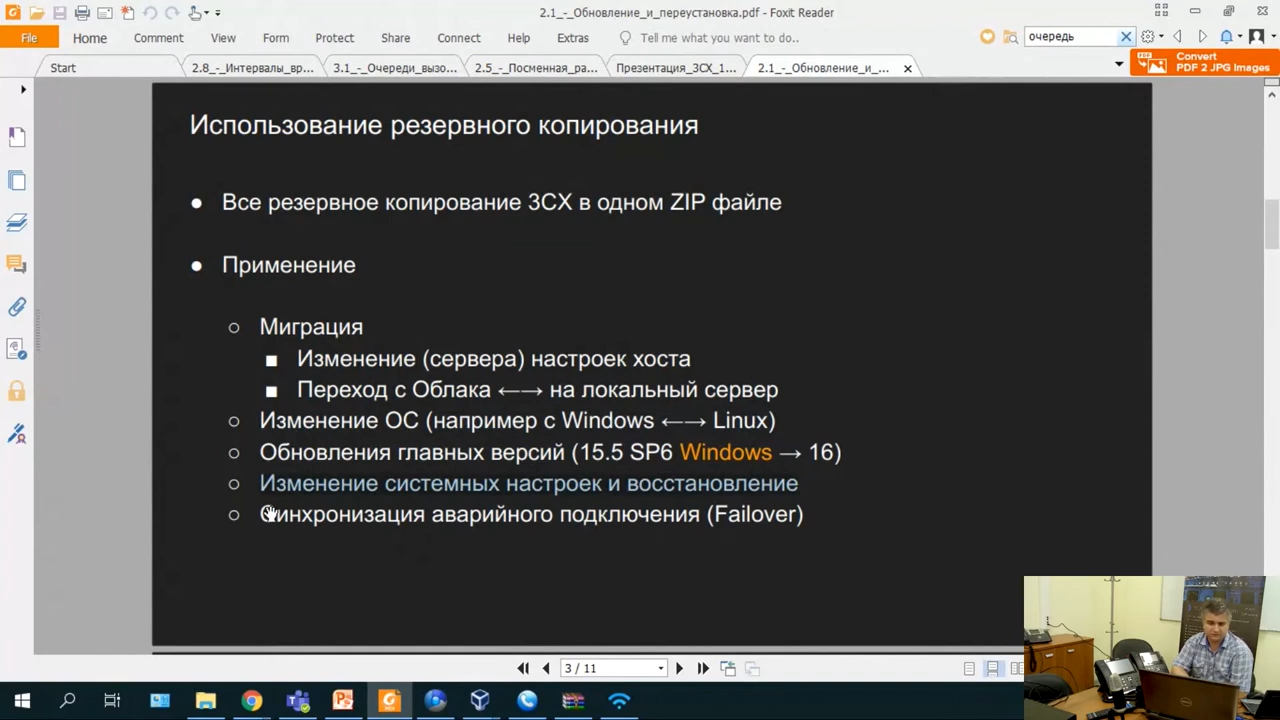 2.1_-_Обновление_и_переустановка.pdf - Foxit Reader
File Home Comment View Form Protect Share Connect Help Extras Tell me what you want to do.. очередь
Start 2.8_-_Интервалы_вр... 3.1_-_Очереди_вызо... 2.5_-_Посменная_ра... Презентация_3CX_1... 2.1_-_Обновление_и_...
Convert
PDF 2 JPG Images
Использование резервного копирования
● Все резервное копирование 3CX в одном ZIP файле
● Применение
○ Миграция
■ Изменение (сервера) настроек хоста
■ Переход с Облака ←→ на локальный сервер
○ Изменение ОС (например с Windows ←→ Linux)
○ Обновления главных версий (15.5 SP6 Windows → 16)
○ Изменение системных настроек и восстановление
○ Синхронизация аварийного подключения (Failover)
3 / 11